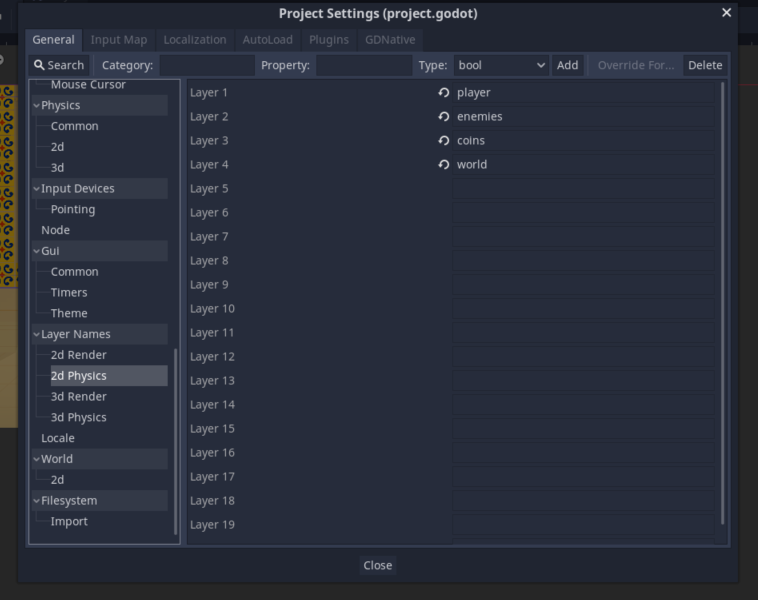 Project Settings (project.godot)
General Input Map Localization AutoLoad Plugins GDNative
Search Category: Property: Type: bool Add Override For... Delete
Mouse Cursor
Physics
Common
2d
3d
Input Devices
Pointing
Node
Gui
Common
Timers
Theme
Layer Names
2d Render
2d Physics
3d Render
3d Physics
Locale
World
2d
Filesystem
Import
Layer 1 player
Layer 2 enemies
Layer 3 coins
Layer 4 world
Layer 5
Layer 6
Layer 7
Layer 8
Layer 9
Layer 10
Layer 11
Layer 12
Layer 13
Layer 14
Layer 15
Layer 16
Layer 17
Layer 18
Layer 19
Close